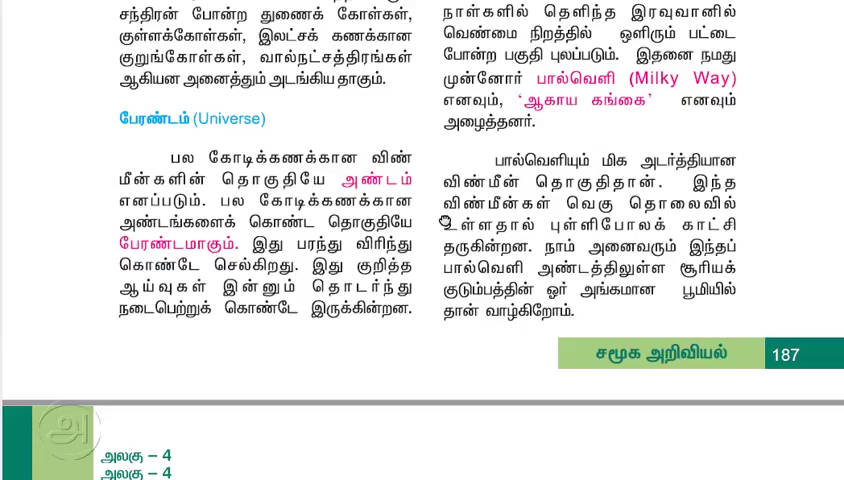 சந்திரன் போன்ற துணைக் கோள்கள்,
குள்ளக்கோள்கள், இலட்சக் கணக்கான
குறுங்கோள்கள், வால்நட்சத்திரங்கள்
ஆகியன அனைத்தும் அடங்கிய தாகும்.
பேரண்டம் (Universe)
பல கோடிக்கணக்கான விண்
மீன்களின் தொகுதியே அண்டம்
எனப்படும். பல கோடிக்கணக்கான
அண்டங்களைக் கொண்ட தொகுதியே
பேரண்டமாகும். இது பரந்து விரிந்து
கொண்டே செல்கிறது. இது குறித்த
ஆய்வுகள் இன்னும் தொடர்ந்து
நடைபெற்றுக் கொண்டே இருக்கின்றன.
நாள்களில் தெளிந்த இரவுவானில்
வெண்மை நிறத்தில் ஒளிரும் பட்டை
போன்ற பகுதி புலப்படும். இதனை நமது
முன்னோர் பால்வெளி (Milky Way)
எனவும், ‘ஆகாய கங்கை’ எனவும்
அழைத்தனர்.
பால்வெளியும் மிக அடர்த்தியான
விண்மீன் தொகுதிதான். இந்த
விண்மீன்கள் வெகு தொலைவில்
உள்ளதால் புள்ளிபோலக் காட்சி
தருகின்றன. நாம் அனைவரும் இந்தப்
பால்வெளி அண்டத்திலுள்ள சூரியக்
குடும்பத்தின் ஓர் அங்கமான பூமியில்
தான் வாழ்கிறோம்.
சமூக அறிவியல் 187
அ
அலகு – 4
அலகு – 4